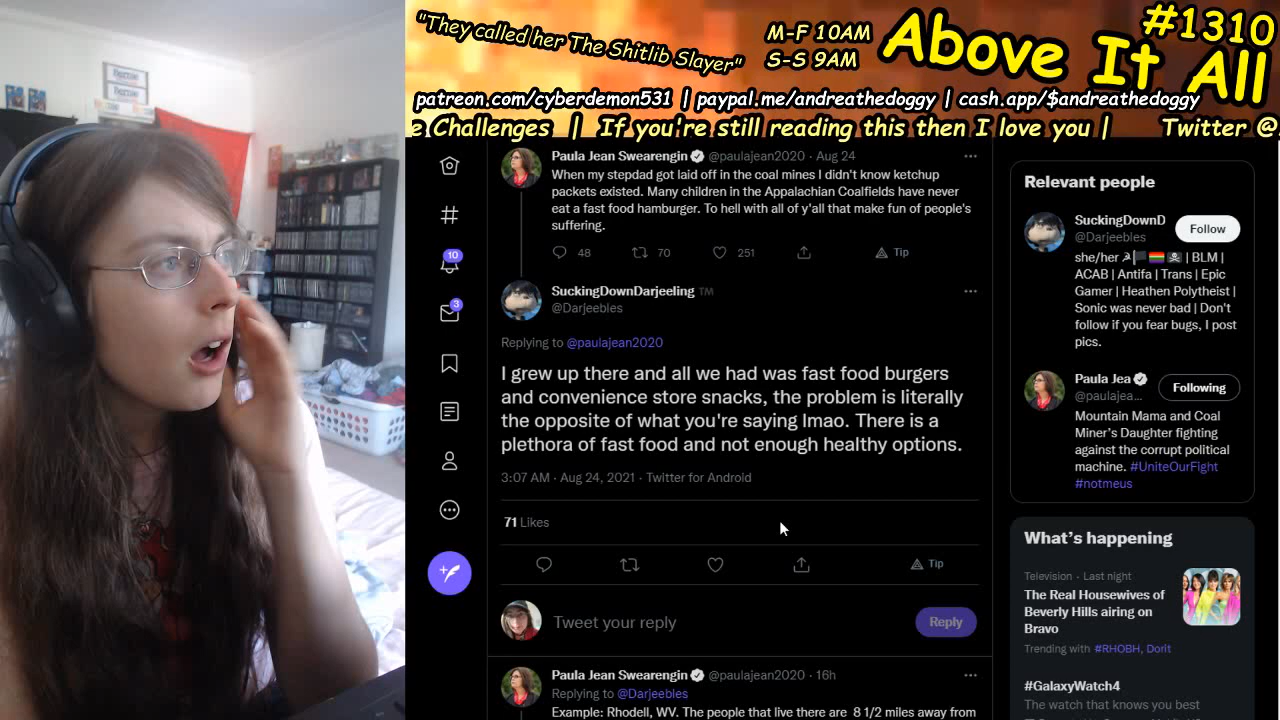 "They called her The Shitlib Slayer"
M-F 10AM
S-S 9AM
Above It All
#1310
patreon.com/cyberdemon531 | paypal.me/andreathedoggy | cash.app/$andreathedoggy
e Challenges | If you're still reading this then I love you | Twitter @
Bernie
Bernie
Paula Jean Swearengin @paulajean2020 · Aug 24
When my stepdad got laid off in the coal mines I didn't know ketchup
packets existed. Many children in the Appalachian Coalfields have never
eat a fast food hamburger. To hell with all of y'all that make fun of people's
suffering.
48 70 251 Tip
10
3
SuckingDownDarjeeling TM
@Darjeebles
Replying to @paulajean2020
I grew up there and all we had was fast food burgers
and convenience store snacks, the problem is literally
the opposite of what you're saying lmao. There is a
plethora of fast food and not enough healthy options.
3:07 AM · Aug 24, 2021 · Twitter for Android
71 Likes
Tip
Tweet your reply
Reply
Paula Jean Swearengin @paulajean2020 · 16h
Replying to @Darjeebles
Example: Rhodell, WV. The people that live there are 8 1/2 miles away from
Relevant people
SuckingDownD
@Darjeebles
Follow
she/her | BLM |
ACAB | Antifa | Trans | Epic
Gamer | Heathen Polytheist |
Sonic was never bad | Don't
follow if you fear bugs, I post
pics.
Paula Jea
@paulajea...
Following
Mountain Mama and Coal
Miner's Daughter fighting
against the corrupt political
machine. #UniteOurFight
#notmeus
What's happening
Television · Last night
The Real Housewives of
Beverly Hills airing on
Bravo
Trending with #RHOBH, Dorit
#GalaxyWatch4
The watch that knows you best